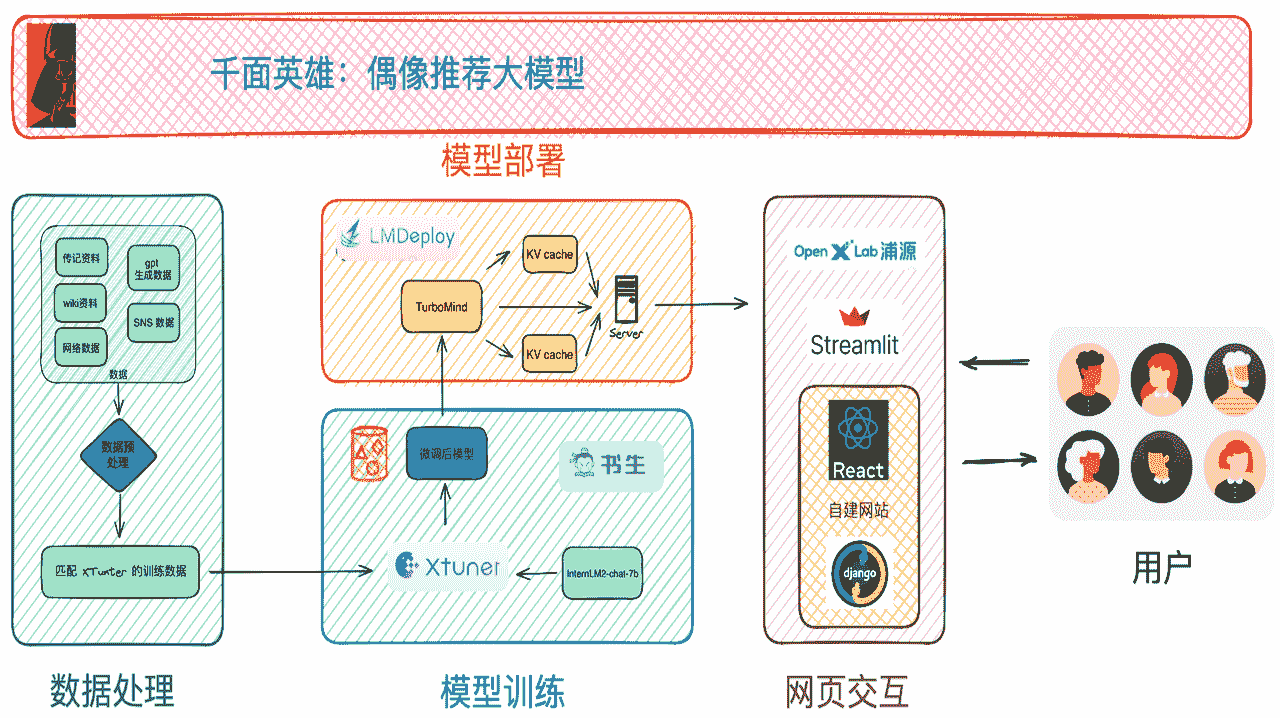 千面英雄：偶像推荐大模型
模型部署
传记资料
gpt
生成数据
wiki资料
SNS 数据
网络数据
数据
数据预
处理
匹配 XTunter 的训练数据
数据处理
LMDeploy
TurboMind
KV cache
KV cache
Server
微调后模型
书生
Xtuner
InternLM2-chat-7b
模型训练
Open X Lab 浦源
Streamlit
React
自建网站
django
网页交互
用户